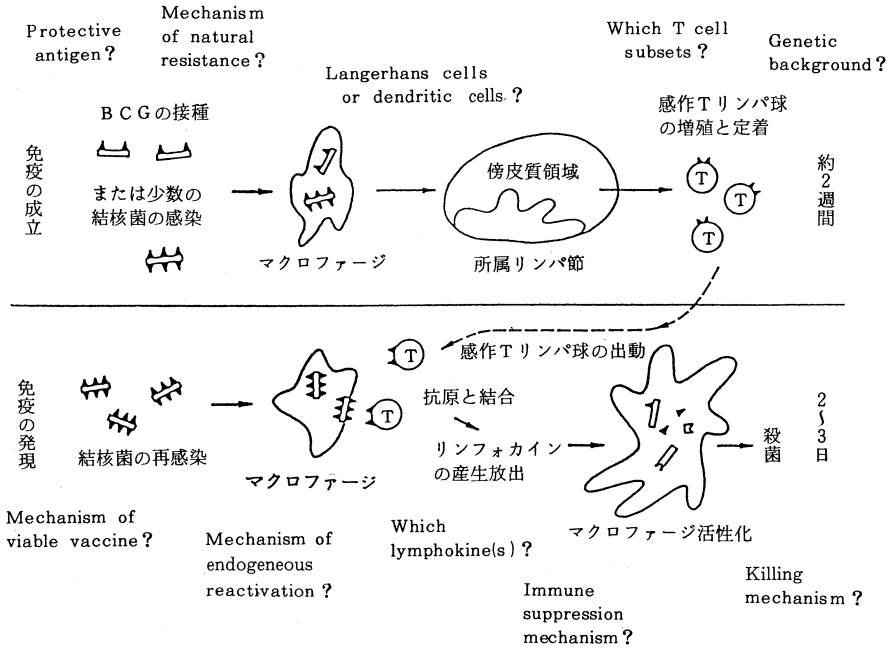 Protective
antigen?
Mechanism
of natural
resistance?
Langerhans cells
or dendritic cells.?
Which T cell
subsets?
Genetic
background?
免疫の成立
BCGの接種
または少数の
結核菌の感染
マクロファージ
傍皮質領域
所属リンパ節
感作Tリンパ球
の増殖と定着
T
T
T
約2週間
免疫の発現
結核菌の再感染
マクロファージ
T
T
感作Tリンパ球の出動
抗原と結合
リンフォカイン
の産生放出
マクロファージ活性化
殺菌
2〜3日
Mechanism of
viable vaccine?
Mechanism of
endogeneous
reactivation?
Which
lymphokine(s)?
Immune
suppression
mechanism?
Killing
mechanism?